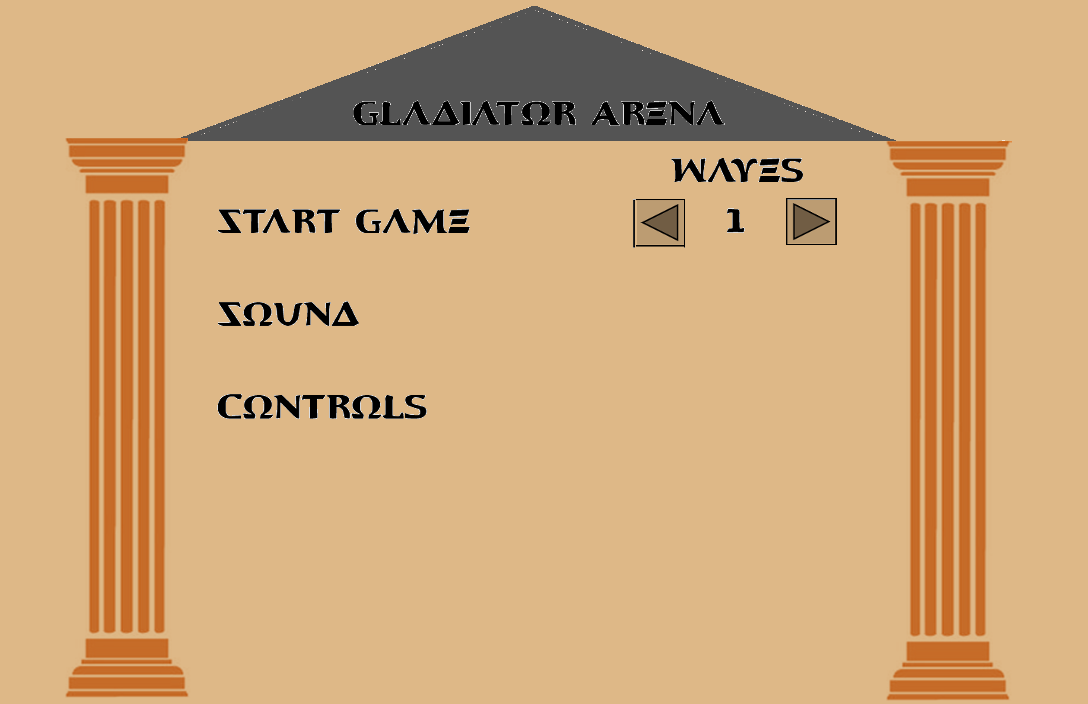 GLADIATOR ARENA
WAVES
START GAME
1
SOUND
CONTROLS